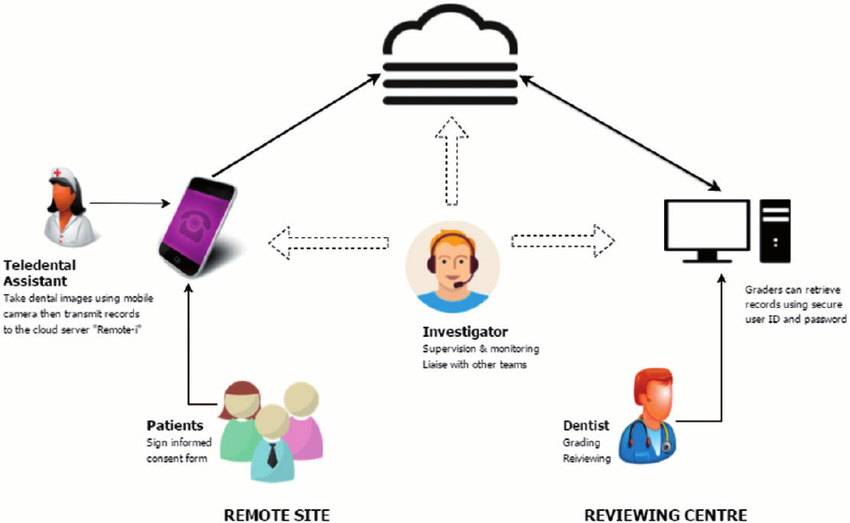 Teledental
Assistant
Take dental images using mobile
camera then transmit records
to the cloud server "Remote-i"
Investigator
Supervision & monitoring
Liaise with other teams
Graders can retrieve
records using secure
user ID and password
Patients
Sign informed
consent form
Dentist
Grading
Reiviewing
REMOTE SITE
REVIEWING CENTRE